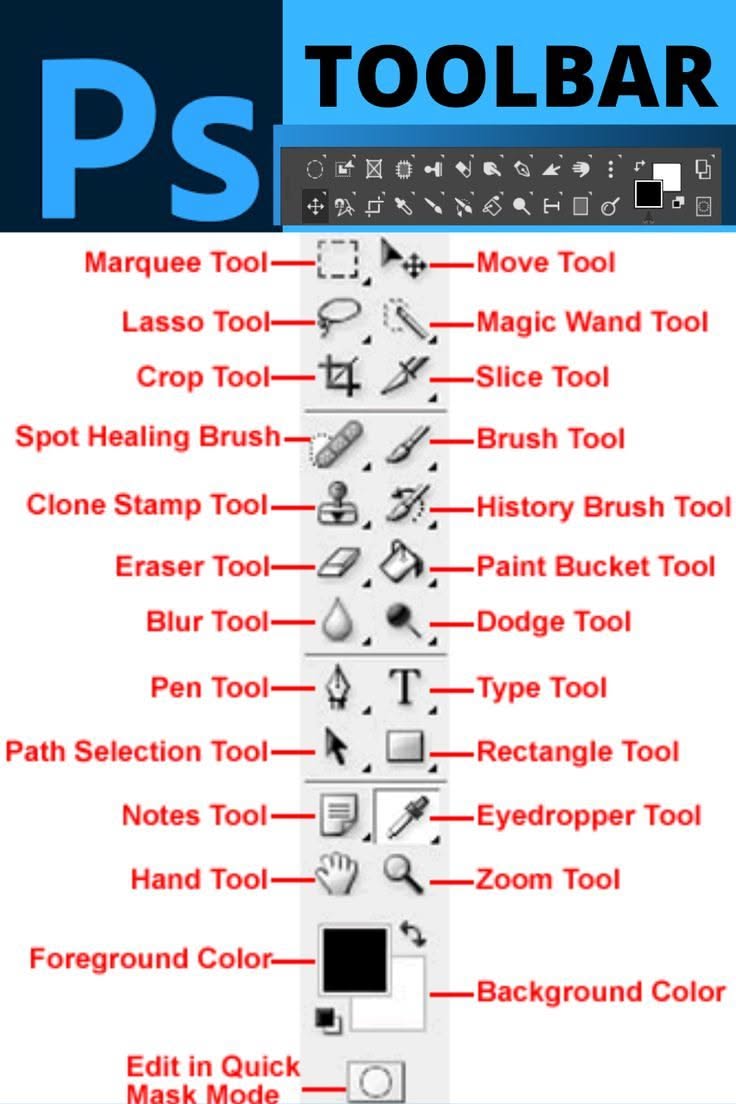 Ps
TOOLBAR
Marquee Tool
Move Tool
Lasso Tool
Magic Wand Tool
Crop Tool
Slice Tool
Spot Healing Brush
Brush Tool
Clone Stamp Tool
History Brush Tool
Eraser Tool
Paint Bucket Tool
Blur Tool
Dodge Tool
Pen Tool
T
Type Tool
Path Selection Tool
Rectangle Tool
Notes Tool
Eyedropper Tool
Hand Tool
Zoom Tool
Foreground Color
Background Color
Edit in Quick
Mask Mode